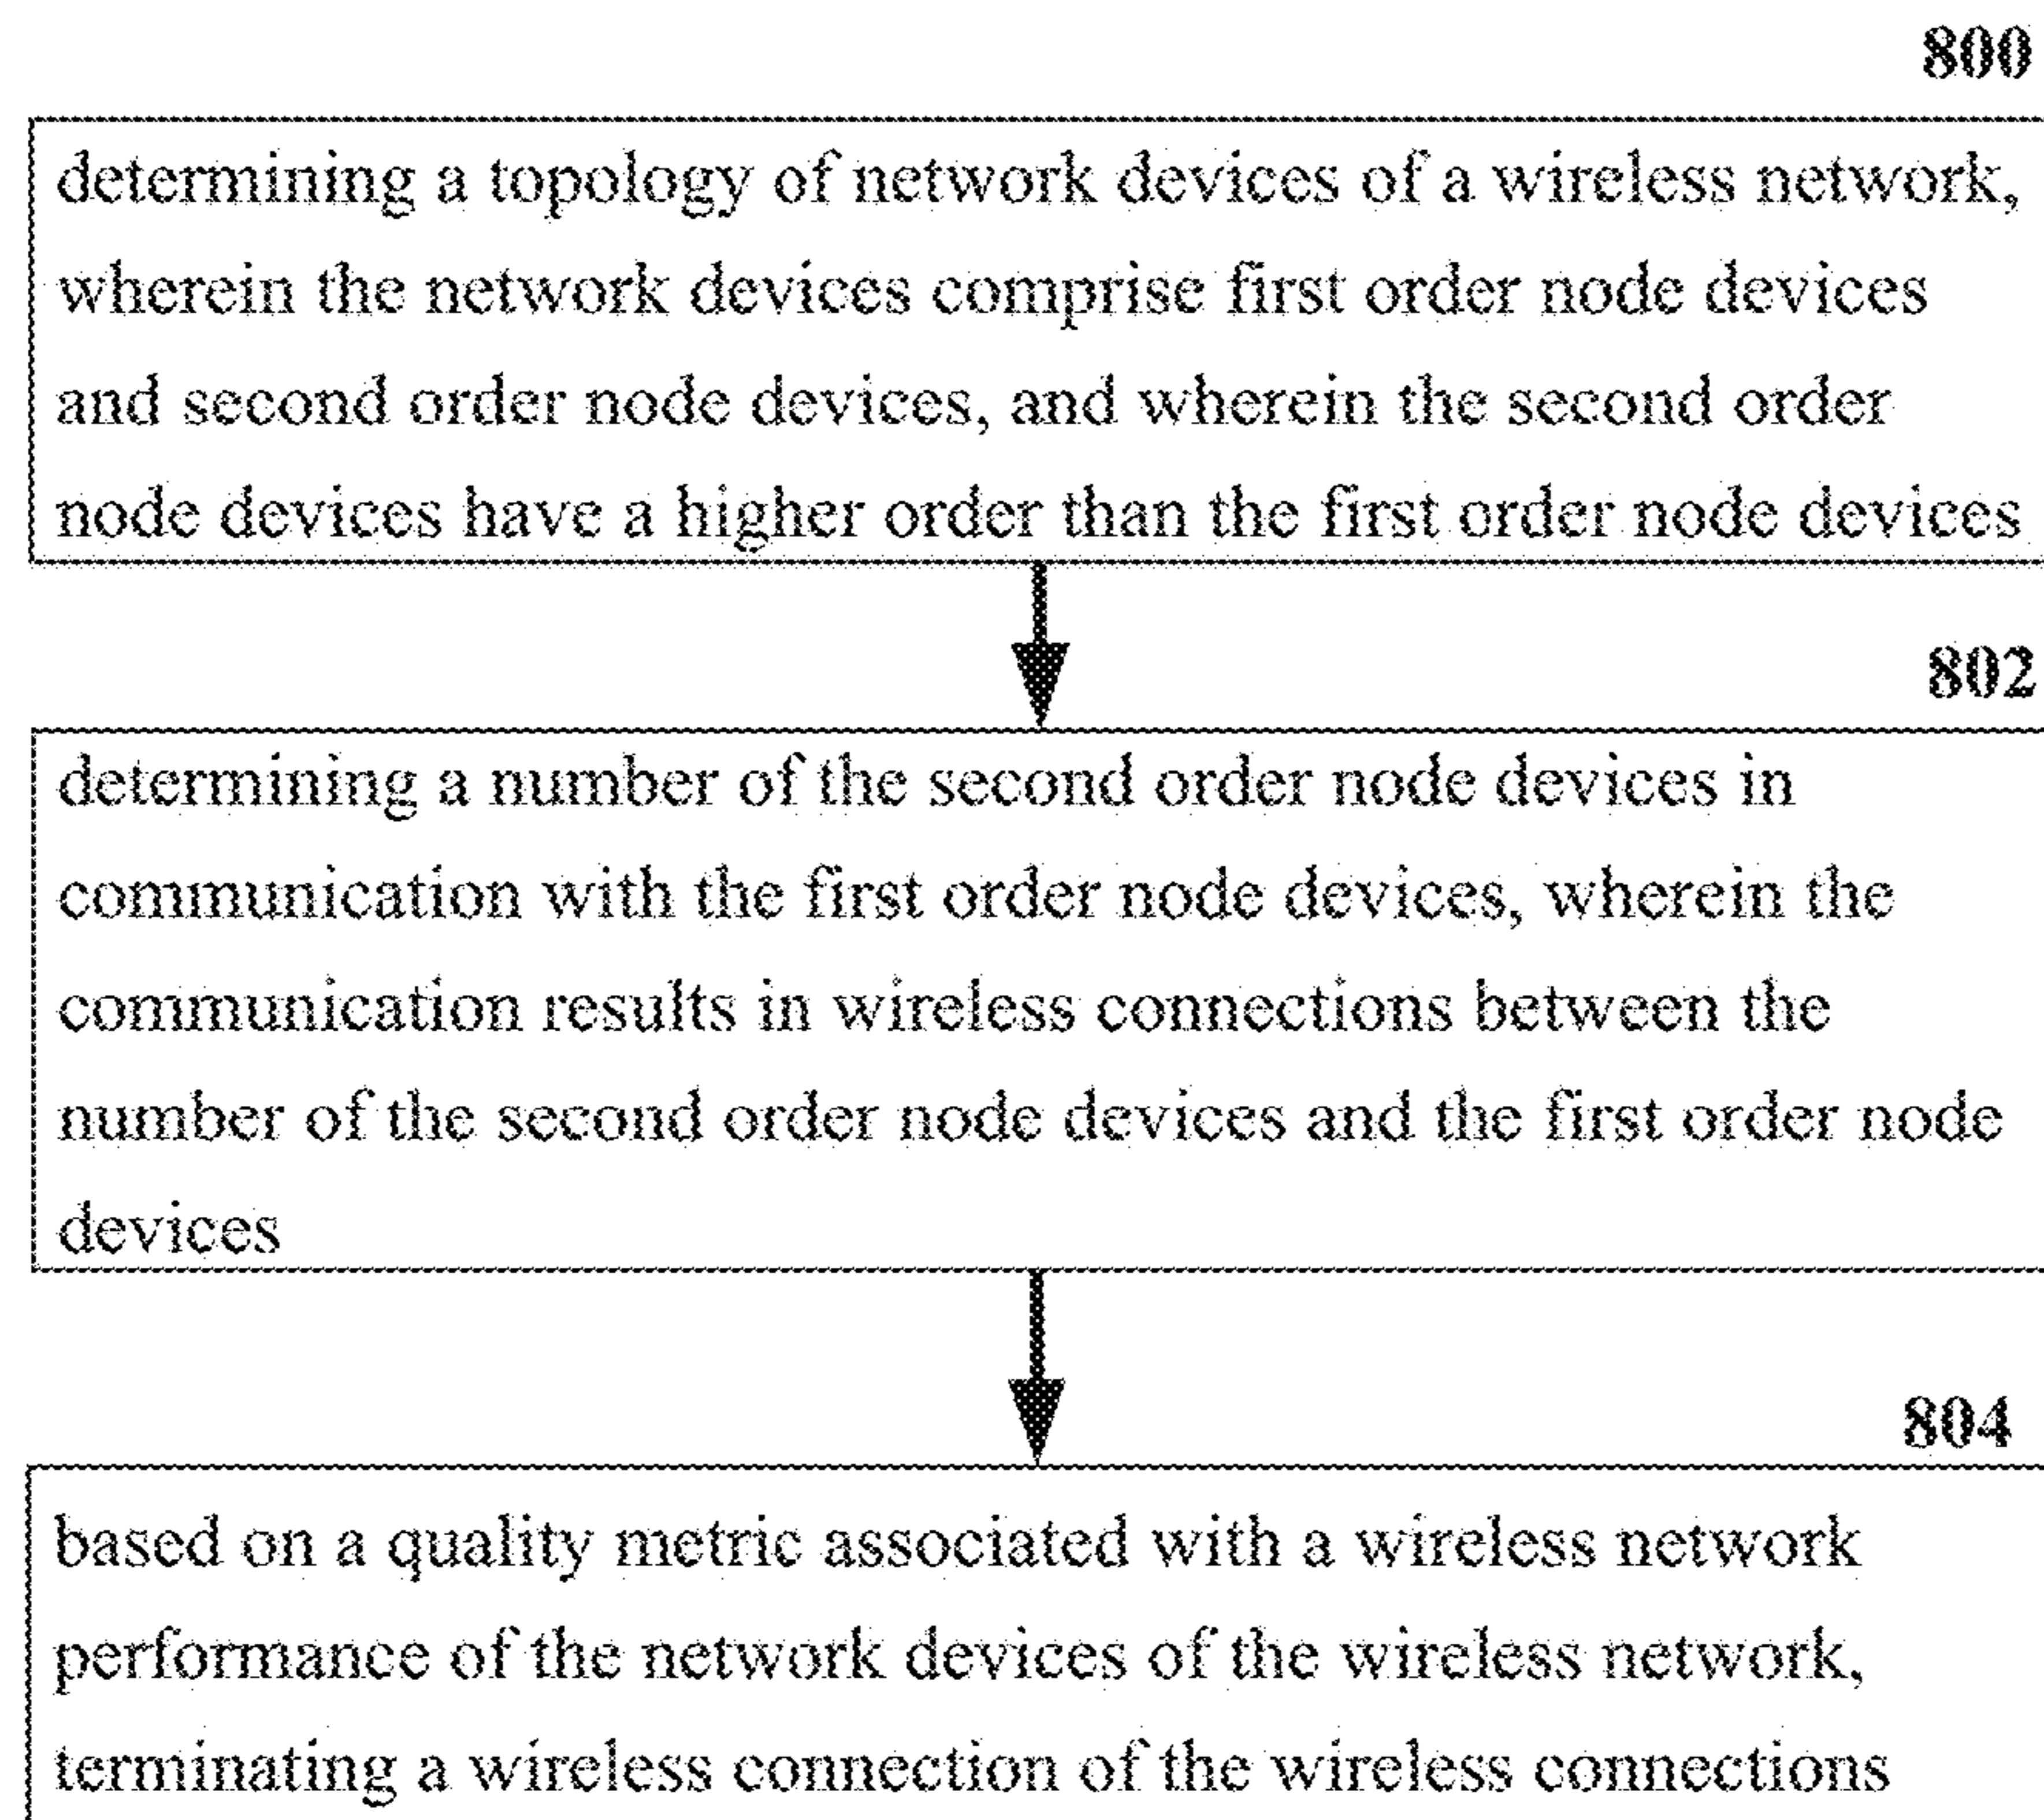 800
determining a topology of network devices of a wireless network,
wherein the network devices comprise first order node devices
and second order node devices, and wherein the second order
node devices have a higher order than the first order node devices
802
determining a number of the second order node devices in
communication with the first order node devices, wherein the
communication results in wireless connections between the
number of the second order node devices and the first order node
devices
804
based on a quality metric associated with a wireless network
performance of the network devices of the wireless network,
terminating a wireless connection of the wireless connections